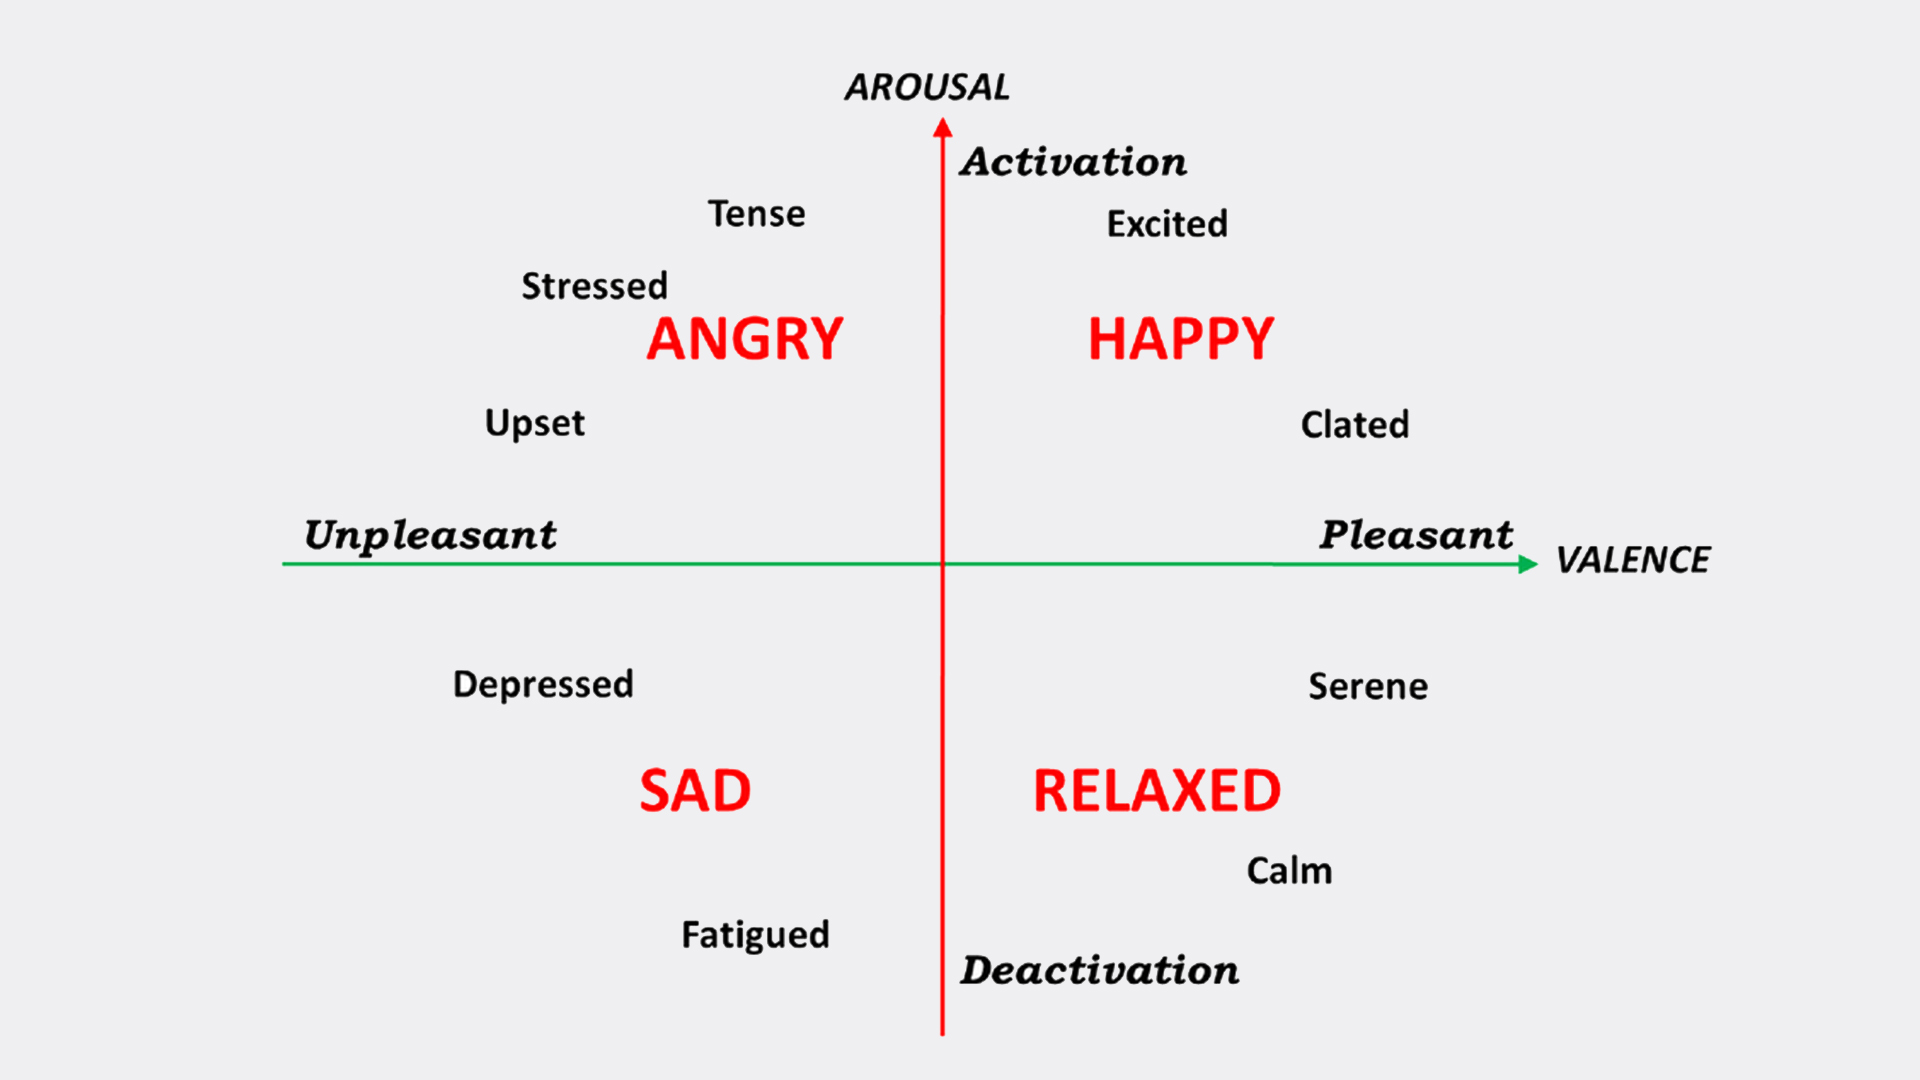 AROUSAL
Activation
Tense
Excited
Stressed
ANGRY
HAPPY
Upset
Clated
Unpleasant
Pleasant
VALENCE
Depressed
Serene
SAD
RELAXED
Calm
Fatigued
Deactivation